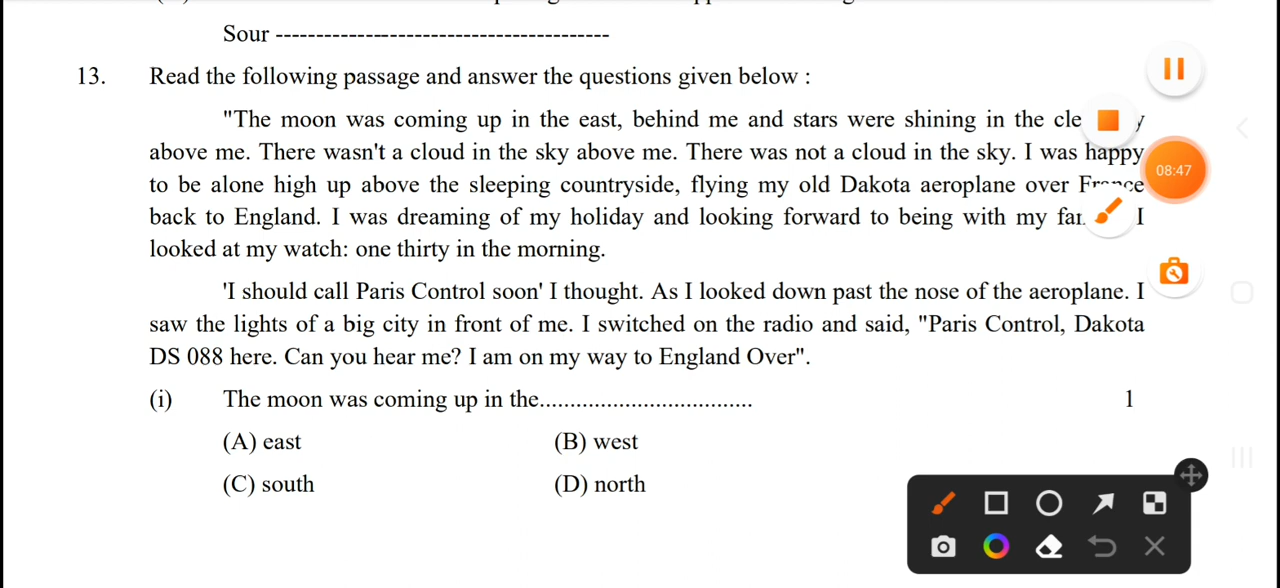 Sour ------------------------------------------
13. Read the following passage and answer the questions given below :
"The moon was coming up in the east, behind me and stars were shining in the
above me. There wasn't a cloud in the sky above me. There was not a cloud in the sky. I was happy
to be alone high up above the sleeping countryside, flying my old Dakota aeroplane over France
08:47
back to England. I was dreaming of my holiday and looking forward to being with my I
looked at my watch: one thirty in the morning.
'I should call Paris Control soon' I thought. As I looked down past the nose of the aeroplane. I
saw the lights of a big city in front of me. I switched on the radio and said, "Paris Control, Dakota
DS 088 here. Can you hear me? I am on my way to England Over".
(i) The moon was coming up in the.................................. 1
(A) east (B) west
(C) south (D) north